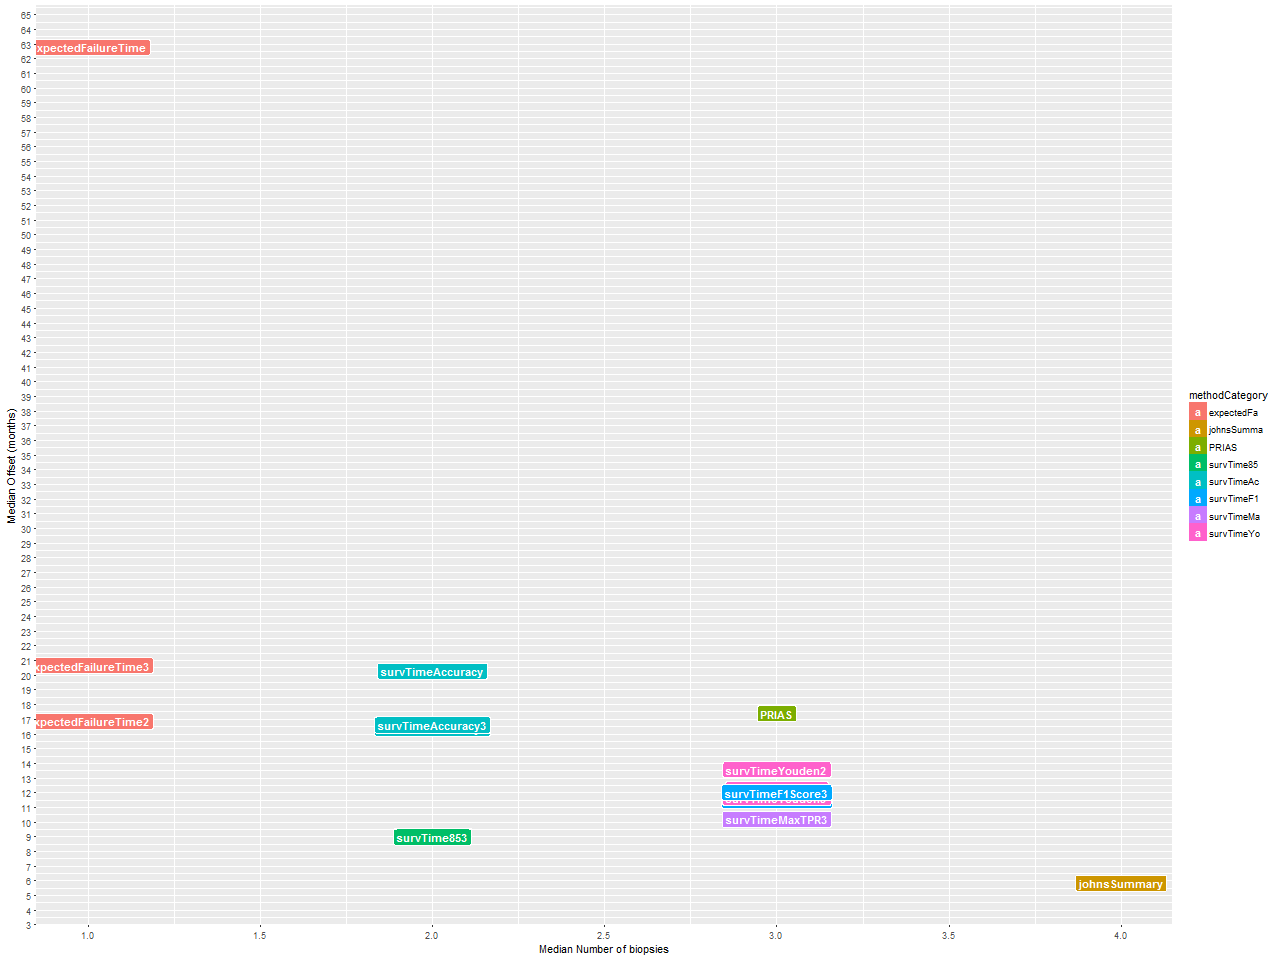 65
64
63
62
61
60
59
58
57
56
55
54
53
52
51
50
49
48
47
46
45
44
43
42
41
40
39
38
37
36
35
34
33
32
31
30
29
28
27
26
25
24
23
22
21
20
19
18
17
16
15
14
13
12
11
10
9
8
7
6
5
4
3
Median Offset (months)
xpectedFailureTime
xpectedFailureTime3
survTimeAccuracy
xpectedFailureTime2
survTimeAccuracy3
PRIAS
survTimeYouden2
survTimeF1Score3
survTimeMaxTPR3
survTime853
johnsSummary
1.0 1.5 2.0 2.5 3.0 3.5 4.0
Median Number of biopsies
methodCategory
a expectedFa
a johnsSumma
a PRIAS
a survTime85
a survTimeAc
a survTimeF1
a survTimeMa
a survTimeYo